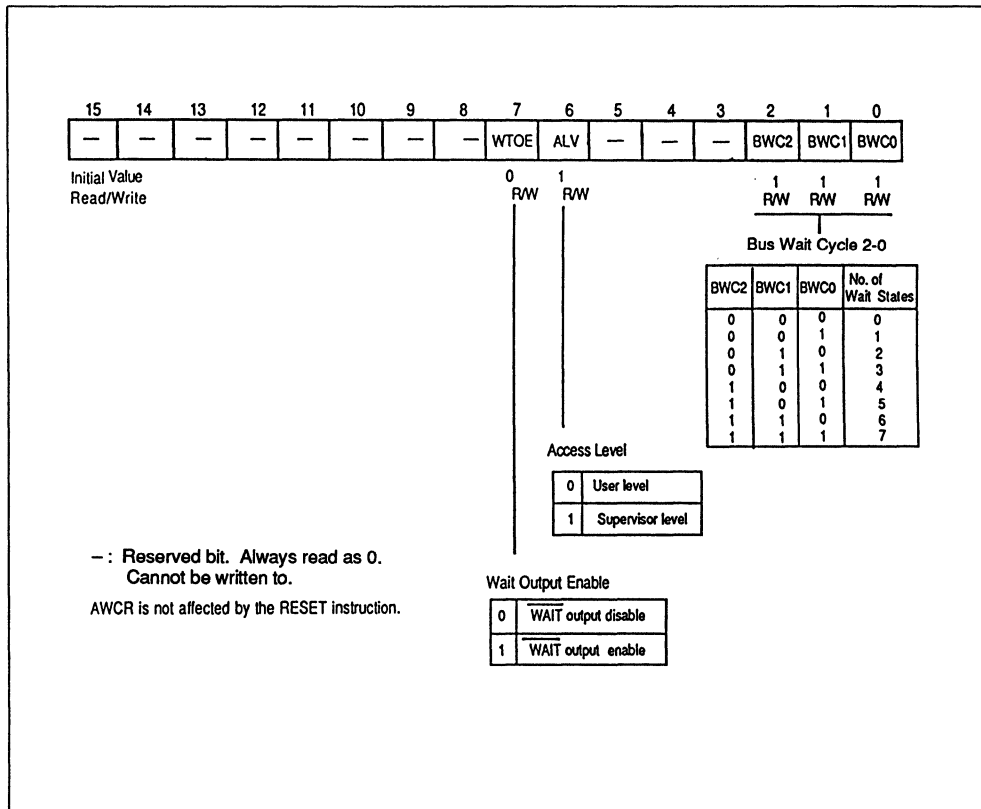 15 14 13 12 11 10 9 8 7 6 5 4 3 2 1 0
— — — — — — — — WTOE ALV — — — BWC2 BWC1 BWC0
Initial Value 0 1 1 1 1
Read/Write R/W R/W R/W R/W R/W
Bus Wait Cycle 2-0
BWC2 BWC1 BWC0 No. of Wait States
0 0 0 0
0 0 1 1
0 1 0 2
0 1 1 3
1 0 0 4
1 0 1 5
1 1 0 6
1 1 1 7
Access Level
0 User level
1 Supervisor level
— : Reserved bit. Always read as 0.
Cannot be written to.
AWCR is not affected by the RESET instruction.
Wait Output Enable
0 WAIT output disable
1 WAIT output enable